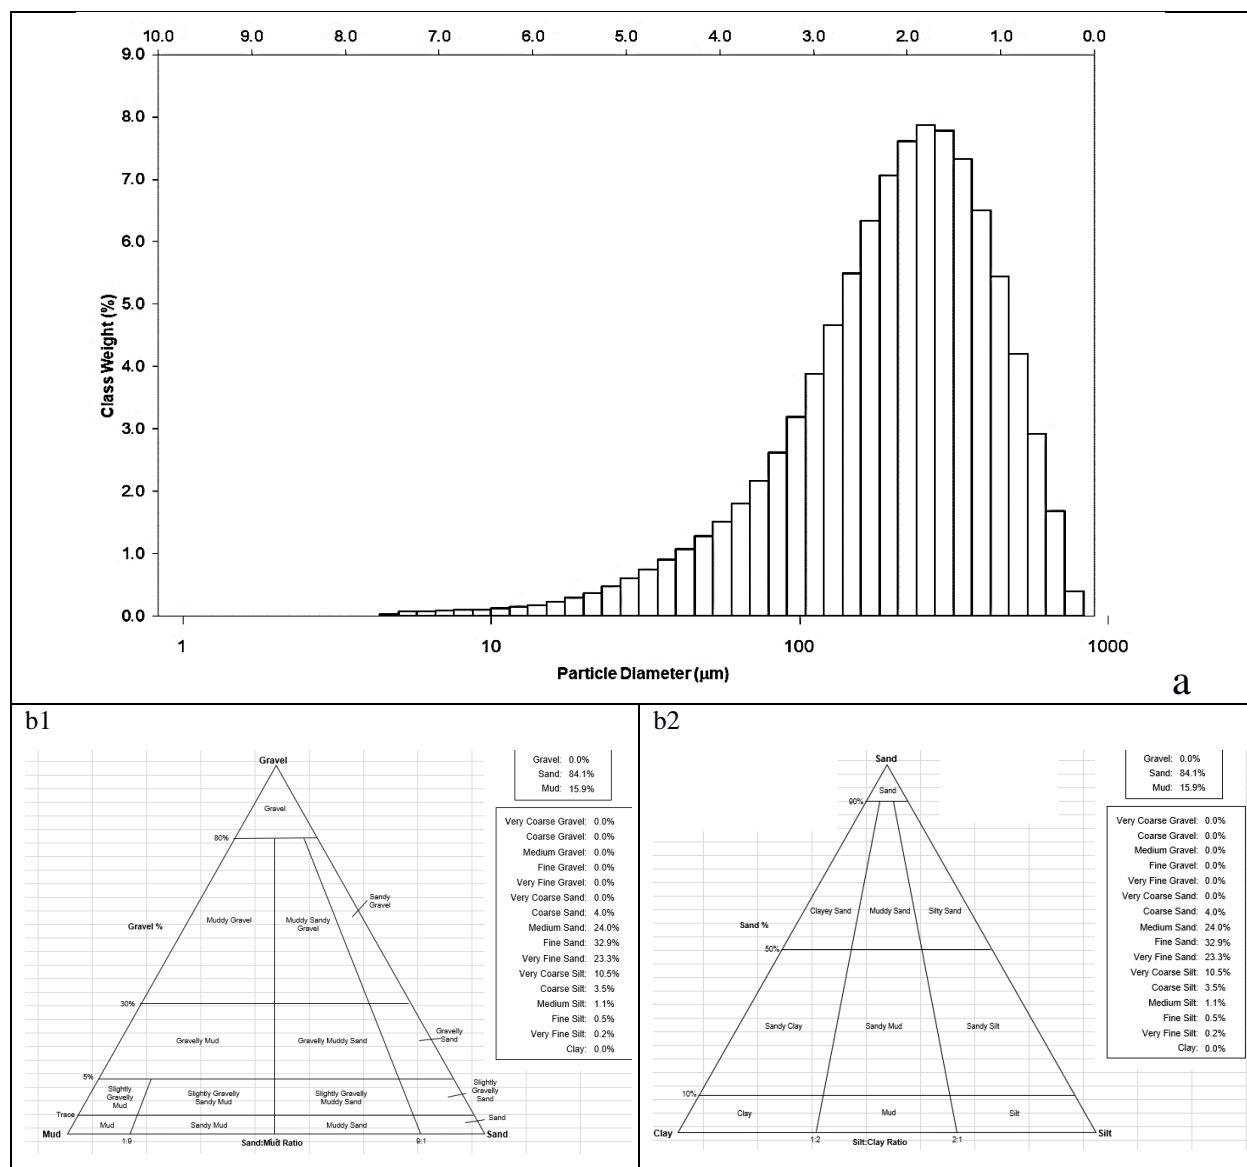 10.0 9.0 8.0 7.0 6.0 5.0 4.0 3.0 2.0 1.0 0.0
9.0
8.0
7.0
6.0
5.0
4.0
3.0
2.0
1.0
0.0
Class Weight (%)
1 10 100 1000
Particle Diameter (μm)
a
b1
Gravel
Gravel
80%
Muddy Gravel
Muddy Sandy
Gravel
Sandy
Gravel
Gravel %
30%
Gravelly Mud
Gravelly Muddy Sand
Gravelly
Sand
5%
Slightly
Gravelly
Mud
Slightly Gravelly
Sandy Mud
Slightly Gravelly
Muddy Sand
Slightly
Gravelly
Sand
Trace
Mud
Sandy Mud
Muddy Sand
Sand
Mud
Sand
1:9
Sand:Mud Ratio
9:1
Gravel: 0.0%
Sand: 84.1%
Mud: 15.9%
Very Coarse Gravel: 0.0%
Coarse Gravel: 0.0%
Medium Gravel: 0.0%
Fine Gravel: 0.0%
Very Fine Gravel: 0.0%
Very Coarse Sand: 0.0%
Coarse Sand: 4.0%
Medium Sand: 24.0%
Fine Sand: 32.9%
Very Fine Sand: 23.3%
Very Coarse Silt: 10.5%
Coarse Silt: 3.5%
Medium Silt: 1.1%
Fine Silt: 0.5%
Very Fine Silt: 0.2%
Clay: 0.0%
b2
Sand
Sand
90%
Clayey Sand
Muddy Sand
Silty Sand
Sand %
50%
Sandy Clay
Sandy Mud
Sandy Silt
10%
Clay
Mud
Silt
Clay
Silt
1:2
Silt:Clay Ratio
2:1
Gravel: 0.0%
Sand: 84.1%
Mud: 15.9%
Very Coarse Gravel: 0.0%
Coarse Gravel: 0.0%
Medium Gravel: 0.0%
Fine Gravel: 0.0%
Very Fine Gravel: 0.0%
Very Coarse Sand: 0.0%
Coarse Sand: 4.0%
Medium Sand: 24.0%
Fine Sand: 32.9%
Very Fine Sand: 23.3%
Very Coarse Silt: 10.5%
Coarse Silt: 3.5%
Medium Silt: 1.1%
Fine Silt: 0.5%
Very Fine Silt: 0.2%
Clay: 0.0%